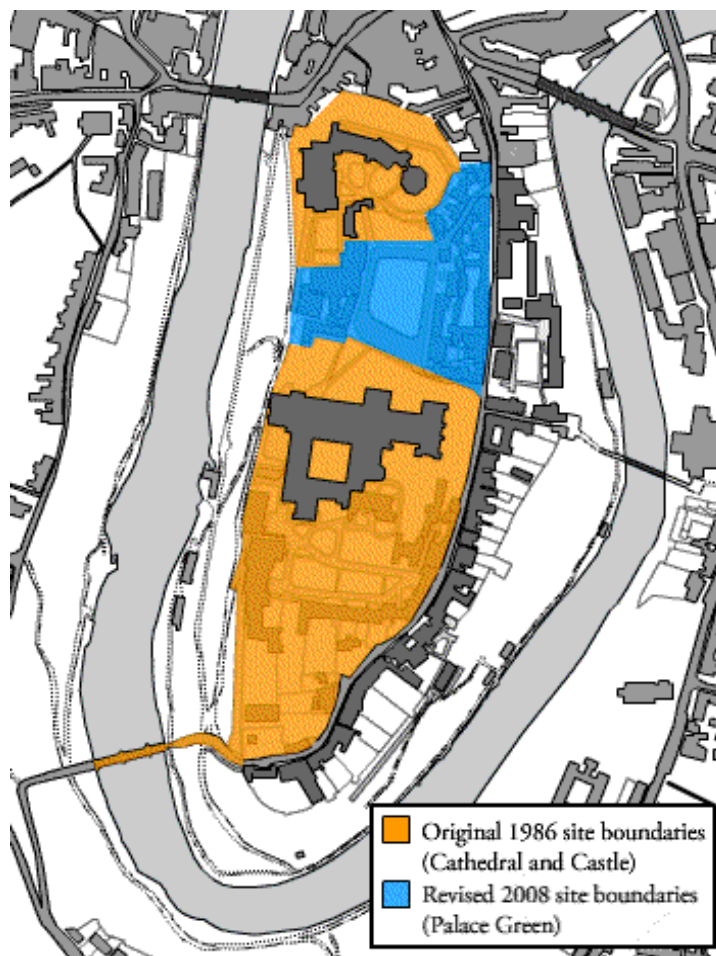 Original 1986 site boundaries
(Cathedral and Castle)
Revised 2008 site boundaries
(Palace Green)